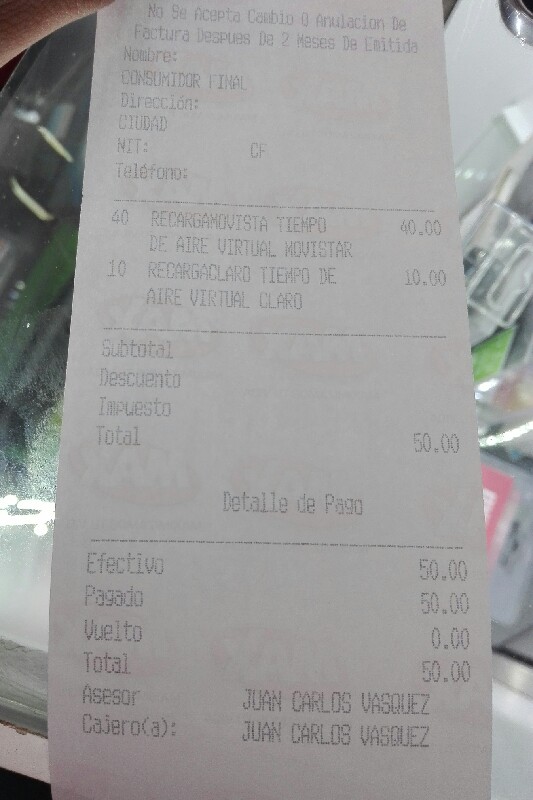 No Se Acepta Cambio O Anulacion De
Factura Despues De 2 Meses De Emitida
Nombre:
CONSUMIDOR FINAL
Dirección:
CIUDAD
NIT: CF
Teléfono:
40 RECARGAMOVISTA TIEMPO 40.00
DE AIRE VIRTUAL MOVISTAR
10 RECARGACLARO TIEMPO DE 10.00
AIRE VIRTUAL CLARO
Subtotal
Descuento
Impuesto
Total 50.00
Detalle de Pago
Efectivo 50.00
Pagado 50.00
Vuelto 0.00
Total 50.00
Asesor JUAN CARLOS VASQUEZ
Cajero(a): JUAN CARLOS VASQUEZ